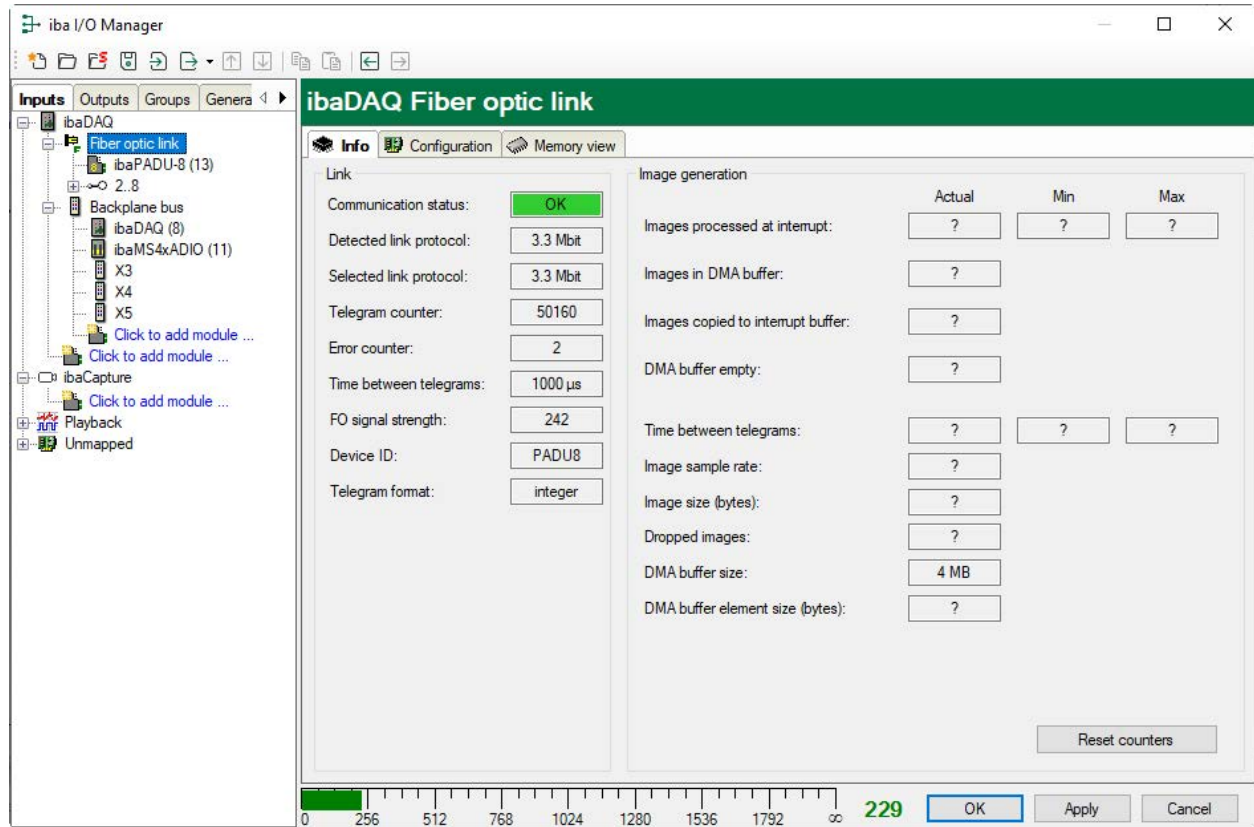 iba I/O Manager
Inputs Outputs Groups Genera
ibaDAQ
Fiber optic link
ibaPADU-8 (13)
2..8
Backplane bus
ibaDAQ (8)
ibaMS4xADIO (11)
X3
X4
X5
Click to add module ...
Click to add module ...
ibaCapture
Click to add module ...
Playback
Unmapped
ibaDAQ Fiber optic link
Info Configuration Memory view
Link
Communication status: OK
Detected link protocol: 3.3 Mbit
Selected link protocol: 3.3 Mbit
Telegram counter: 50160
Error counter: 2
Time between telegrams: 1000 µs
FO signal strength: 242
Device ID: PADU8
Telegram format: integer
Image generation
Actual Min Max
Images processed at interrupt: ? ? ?
Images in DMA buffer: ?
Images copied to interrupt buffer: ?
DMA buffer empty: ?
Time between telegrams: ? ? ?
Image sample rate: ?
Image size (bytes): ?
Dropped images: ?
DMA buffer size: 4 MB
DMA buffer element size (bytes): ?
Reset counters
0 256 512 768 1024 1280 1536 1792 ∞ 229 OK Apply Cancel